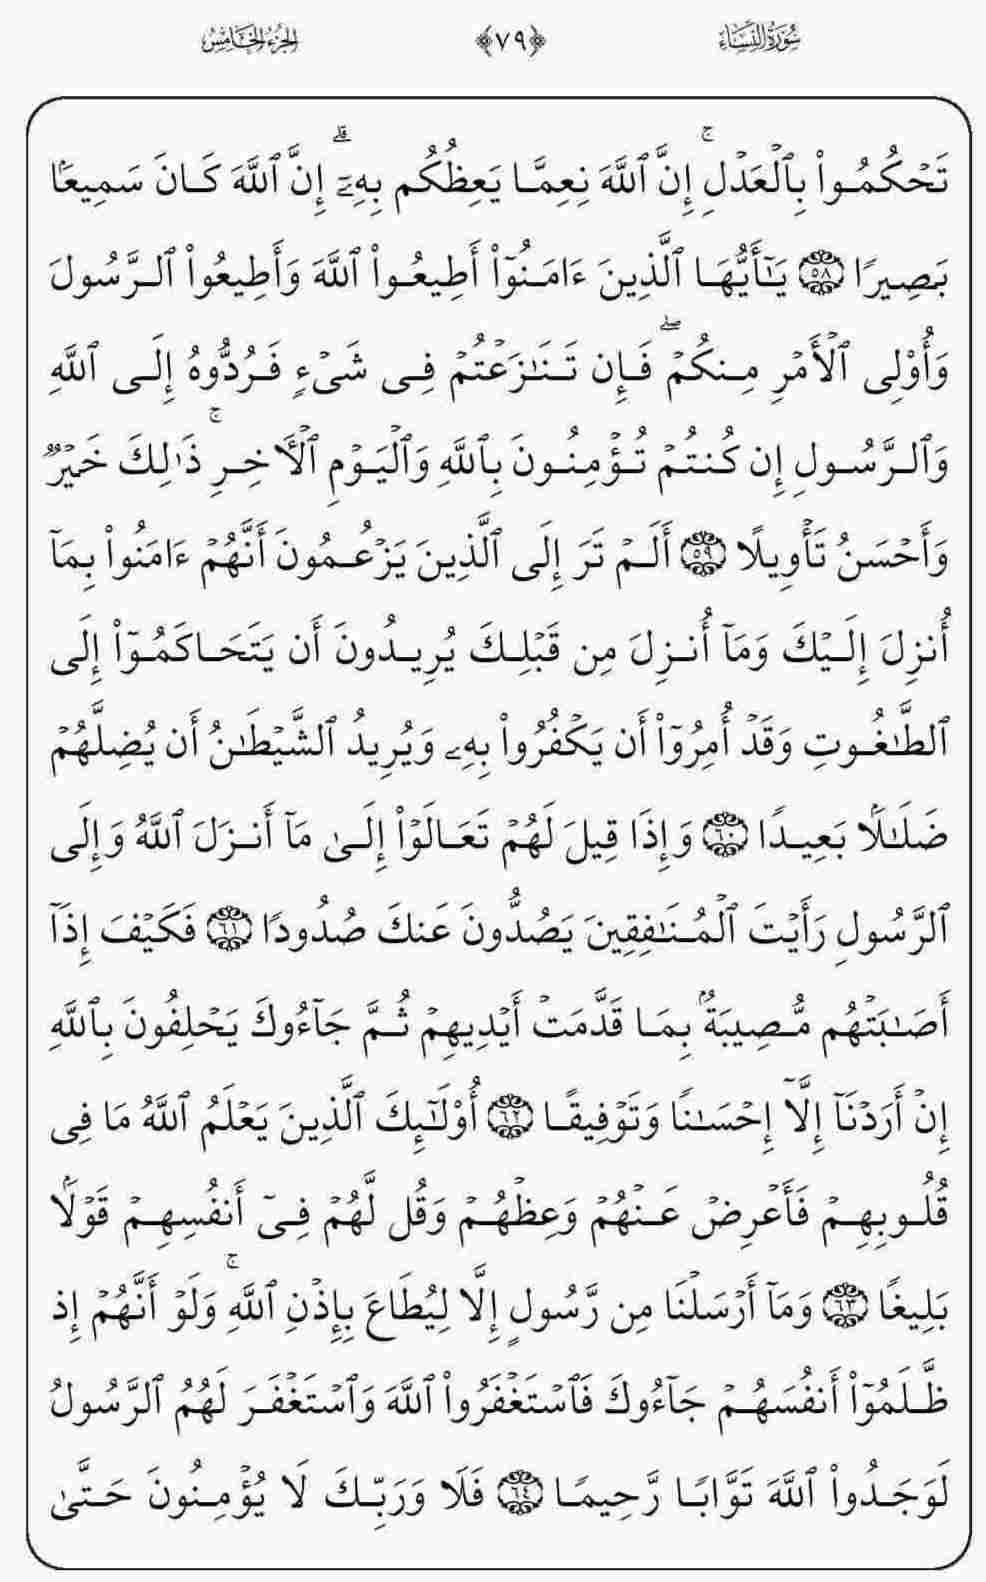 سُورَةُ النِّسَاءِ ﴿٧٩﴾ الجُزْءُ الخَامِسُ
تَحْكُمُواْ بِٱلْعَدْلِۚ إِنَّ ٱللَّهَ نِعِمَّا يَعِظُكُم بِهِۦٓۗ إِنَّ ٱللَّهَ كَانَ سَمِيعَۢا
بَصِيرًا ٥٨ يَٰٓأَيُّهَا ٱلَّذِينَ ءَامَنُوٓاْ أَطِيعُواْ ٱللَّهَ وَأَطِيعُواْ ٱلرَّسُولَ
وَأُوْلِى ٱلْأَمْرِ مِنكُمْۖ فَإِن تَنَٰزَعْتُمْ فِى شَىْءٍ فَرُدُّوهُ إِلَى ٱللَّهِ
وَٱلرَّسُولِ إِن كُنتُمْ تُؤْمِنُونَ بِٱللَّهِ وَٱلْيَوْمِ ٱلْأٓخِرِۚ ذَٰلِكَ خَيْرٌ
وَأَحْسَنُ تَأْوِيلًا ٥٩ أَلَمْ تَرَ إِلَى ٱلَّذِينَ يَزْعُمُونَ أَنَّهُمْ ءَامَنُواْ بِمَآ
أُنزِلَ إِلَيْكَ وَمَآ أُنزِلَ مِن قَبْلِكَ يُرِيدُونَ أَن يَتَحَاكَمُوٓاْ إِلَى
ٱلطَّٰغُوتِ وَقَدْ أُمِرُوٓاْ أَن يَكْفُرُواْ بِهِۦ وَيُرِيدُ ٱلشَّيْطَٰنُ أَن يُضِلَّهُمْ
ضَلَٰلَۢا بَعِيدًا ٦٠ وَإِذَا قِيلَ لَهُمْ تَعَالَوْاْ إِلَىٰ مَآ أَنزَلَ ٱللَّهُ وَإِلَى
ٱلرَّسُولِ رَأَيْتَ ٱلْمُنَٰفِقِينَ يَصُدُّونَ عَنكَ صُدُودًا ٦١ فَكَيْفَ إِذَآ
أَصَٰبَتْهُم مُّصِيبَةُۢ بِمَا قَدَّمَتْ أَيْدِيهِمْ ثُمَّ جَآءُوكَ يَحْلِفُونَ بِٱللَّهِ
إِنْ أَرَدْنَآ إِلَّآ إِحْسَٰنًا وَتَوْفِيقًا ٦٢ أُوْلَٰٓئِكَ ٱلَّذِينَ يَعْلَمُ ٱللَّهُ مَا فِى
قُلُوبِهِمْ فَأَعْرِضْ عَنْهُمْ وَعِظْهُمْ وَقُل لَّهُمْ فِىٓ أَنفُسِهِمْ قَوْلَۢا
بَلِيغًا ٦٣ وَمَآ أَرْسَلْنَا مِن رَّسُولٍ إِلَّا لِيُطَاعَ بِإِذْنِ ٱللَّهِۚ وَلَوْ أَنَّهُمْ إِذ
ظَّلَمُوٓاْ أَنفُسَهُمْ جَآءُوكَ فَٱسْتَغْفَرُواْ ٱللَّهَ وَٱسْتَغْفَرَ لَهُمُ ٱلرَّسُولُ
لَوَجَدُواْ ٱللَّهَ تَوَّابًا رَّحِيمًا ٦٤ فَلَا وَرَبِّكَ لَا يُؤْمِنُونَ حَتَّىٰ